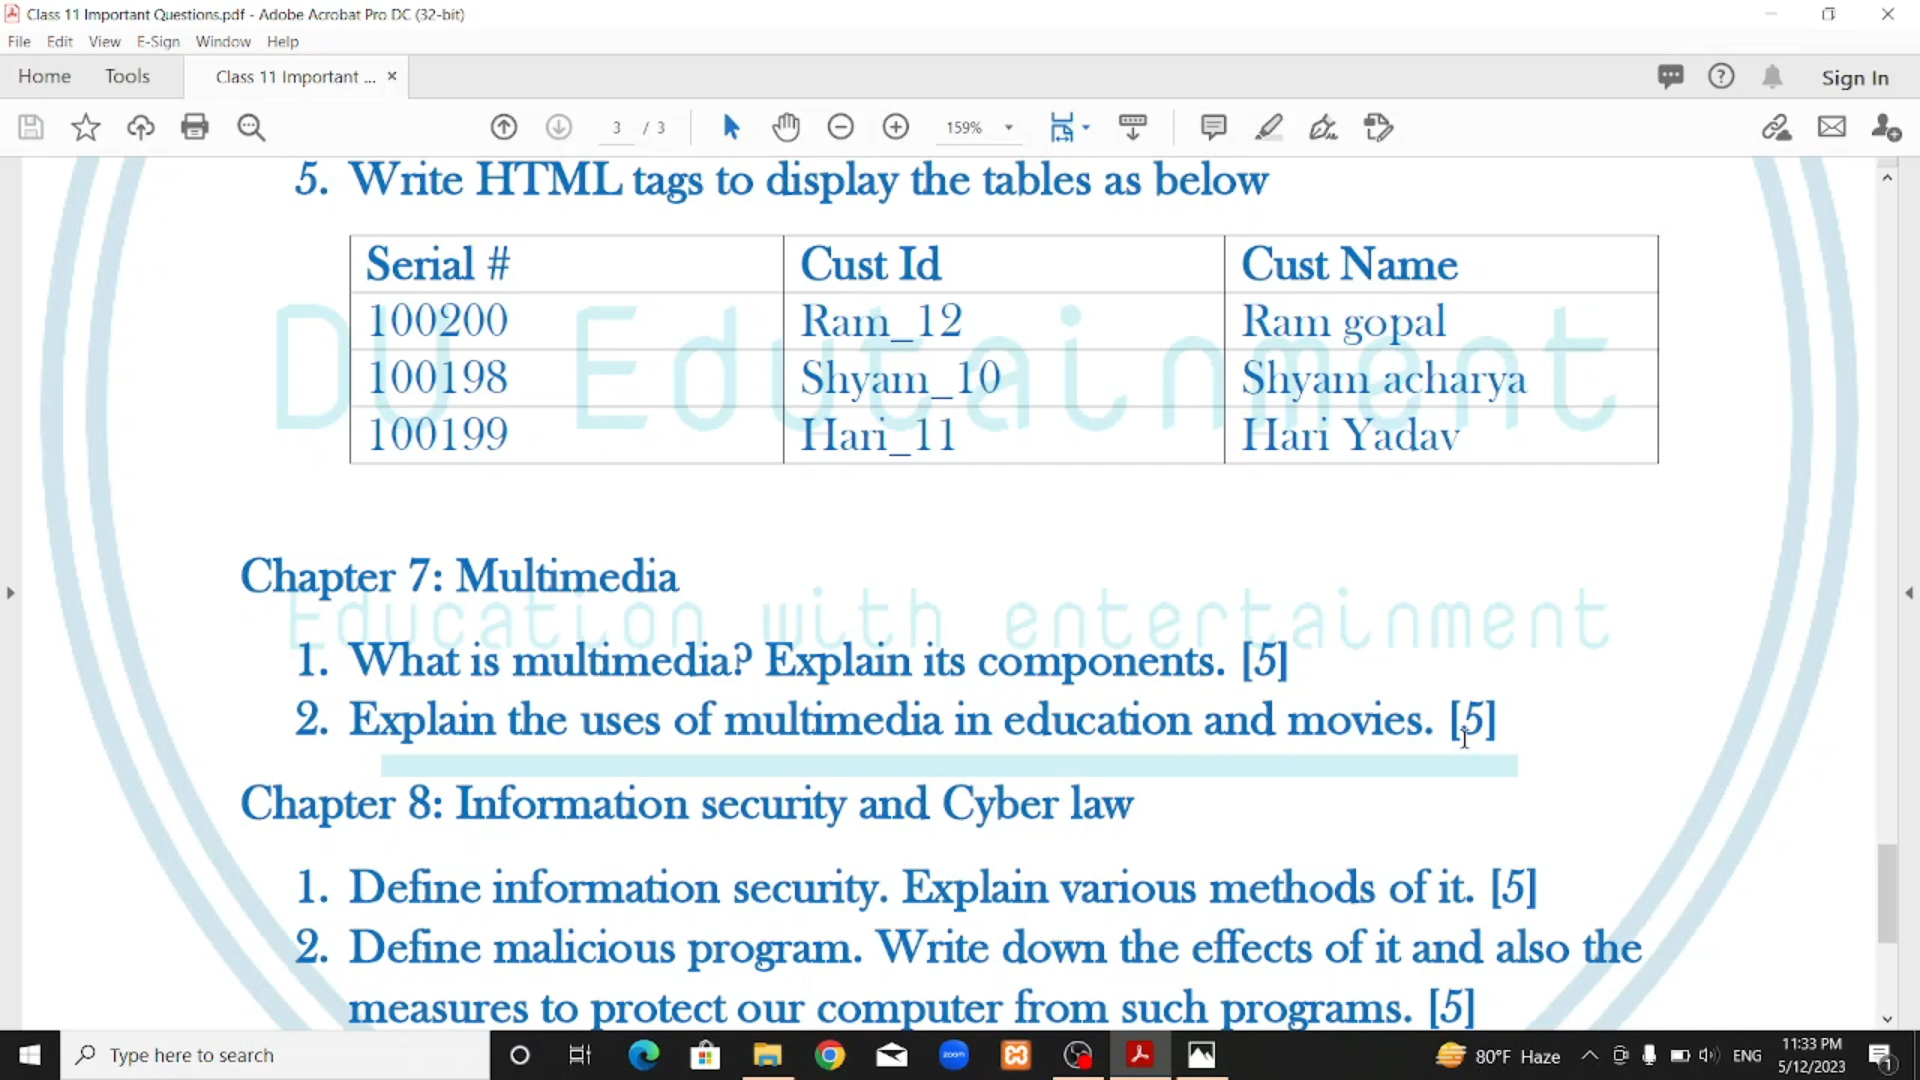 Class 11 Important Questions.pdf - Adobe Acrobat Pro DC (32-bit)
File Edit View E-Sign Window Help
Home Tools Class 11 Important ... × Sign In
3 / 3 159%
5. Write HTML tags to display the tables as below
Serial # Cust Id Cust Name
100200 Ram_12 Ram gopal
100198 Shyam_10 Shyam acharya
100199 Hari_11 Hari Yadav
DJ Edutainment
Chapter 7: Multimedia
Education with entertainment
1. What is multimedia? Explain its components. [5]
2. Explain the uses of multimedia in education and movies. [5]
Chapter 8: Information security and Cyber law
1. Define information security. Explain various methods of it. [5]
2. Define malicious program. Write down the effects of it and also the
measures to protect our computer from such programs. [5]
Type here to search zoom 80°F Haze ENG 11:33 PM
5/12/2023 1